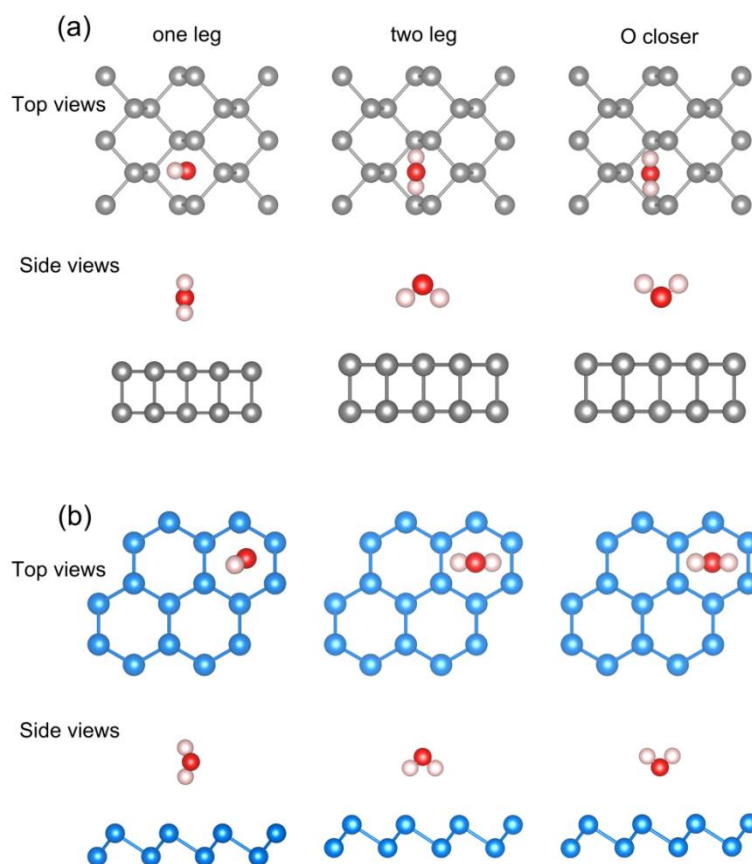 (a)
one leg
two leg
O closer
Top views
Side views
(b)
Top views
Side views